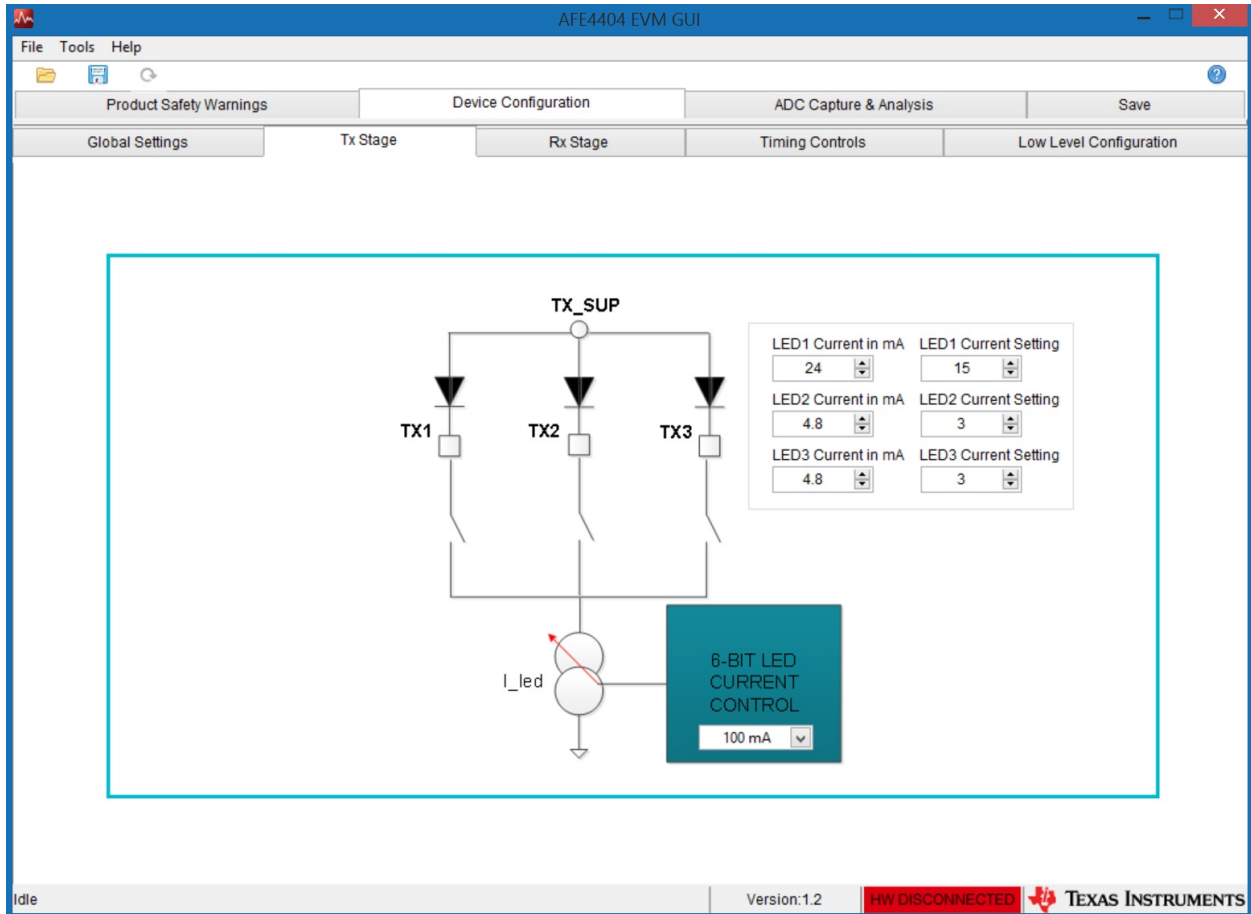 AFE4404 EVM GUI
File Tools Help
Product Safety Warnings Device Configuration ADC Capture & Analysis Save
Global Settings Tx Stage Rx Stage Timing Controls Low Level Configuration
TX_SUP
LED1 Current in mA LED1 Current Setting
24 15
LED2 Current in mA LED2 Current Setting
4.8 3
TX1 TX2 TX3
LED3 Current in mA LED3 Current Setting
4.8 3
I_led
6-BIT LED
CURRENT
CONTROL
100 mA
Idle Version:1.2 HW DISCONNECTED TEXAS INSTRUMENTS